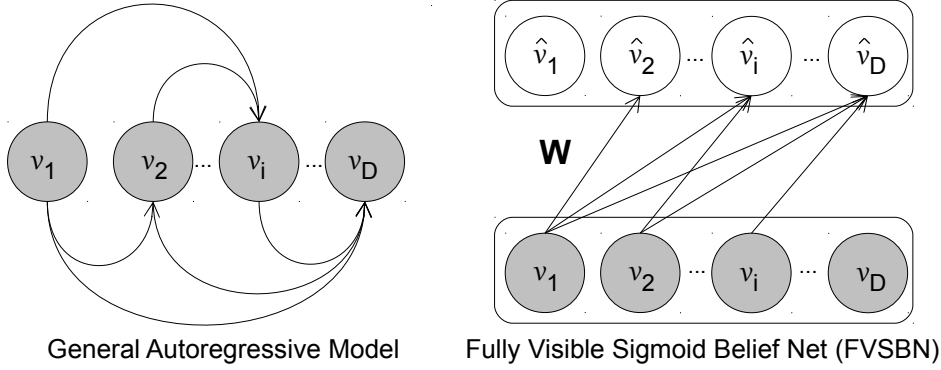 v̂1 v̂2 ... v̂i ... v̂D
v1 v2 ... vi ... vD
W
v1 v2 ... vi ... vD
General Autoregressive Model
Fully Visible Sigmoid Belief Net (FVSBN)